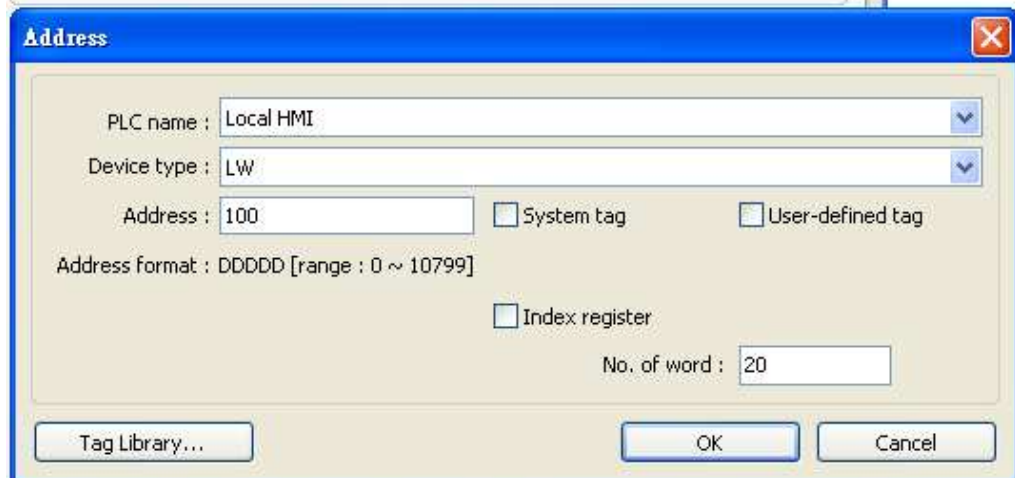 Address
PLC name : Local HMI
Device type : LW
Address : 100 System tag User-defined tag
Address format : DDDDD [range : 0 ~ 10799]
Index register
No. of word : 20
Tag Library... OK Cancel